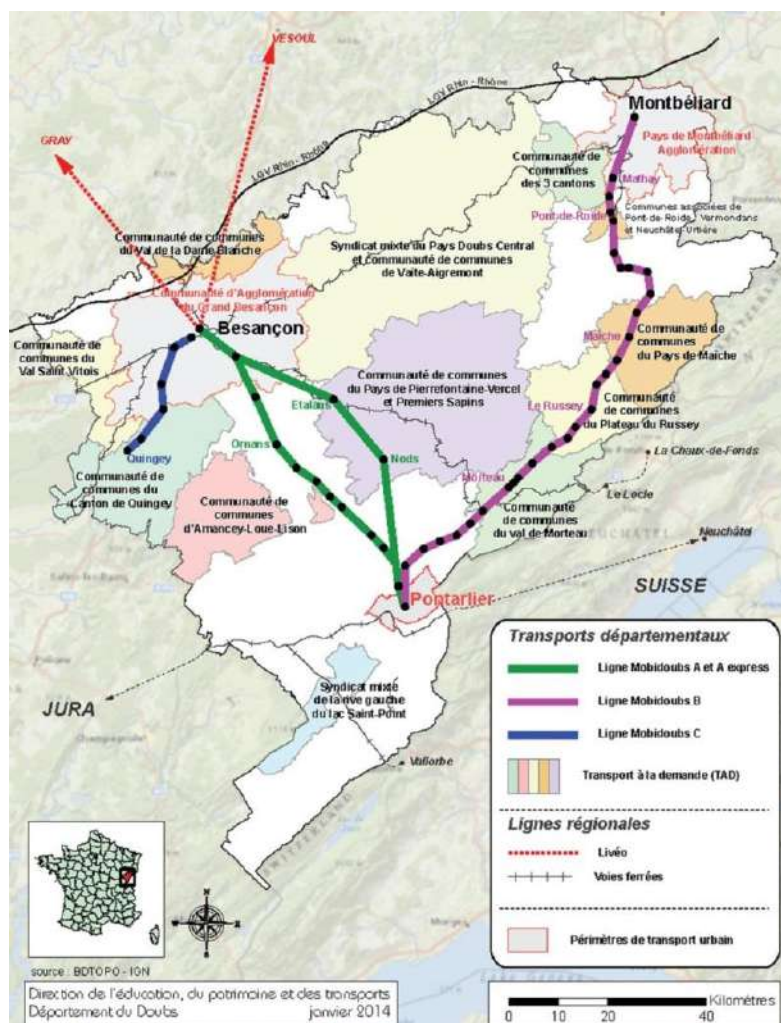 VESOUL
GRAY
LGV Rhin - Rhône
LGV Rhin - Rhône
Montbéliard
Pays de Montbéliard
Agglomération
Communauté de
communes
des 3 cantons
Mathay
Pont-de-Roide
Communes associées de
Pont-de-Roide, Vermondans
et Neuchâtel-Urtière
Communauté de communes
du Val de la Dame Blanche
Syndicat mixte du Pays Doubs Central
et communauté de communes
de Vaite-Aigremont
Communauté d'Agglomération
du Grand Besançon
Besançon
Communauté de
communes du
Val Saint-Vitois
Maîche
Communauté de
communes
du Pays de Maîche
Communauté de communes
du Pays de Pierrefontaine-Vercel
et Premiers Sapins
Etalans
Le Russey
Communauté
de communes
du Plateau du Russey
Ornans
Nods
Quingey
Communauté de
communes du
Canton de Quingey
Morteau
La Chaux-de-Fonds
Le Locle
Communauté de
communes
d'Amancey-Loue-Lison
Communauté
de communes
du val de Morteau
NEUCHÂTEL
Neuchâtel
SUISSE
Pontarlier
JURA
Syndicat mixte
de la rive gauche
du lac Saint-Point
Vallorbe
SWITZERLAND
SWITZERLAND
Transports départementaux
Ligne Mobidoubs A et A express
Ligne Mobidoubs B
Ligne Mobidoubs C
Transport à la demande (TAD)
Lignes régionales
Livéo
Voies ferrées
Périmètres de transport urbain
source : BDTOPO - IGN
Direction de l'éducation, du patrimoine et des transports
Département du Doubs janvier 2014
Kilomètres
0 10 20 40